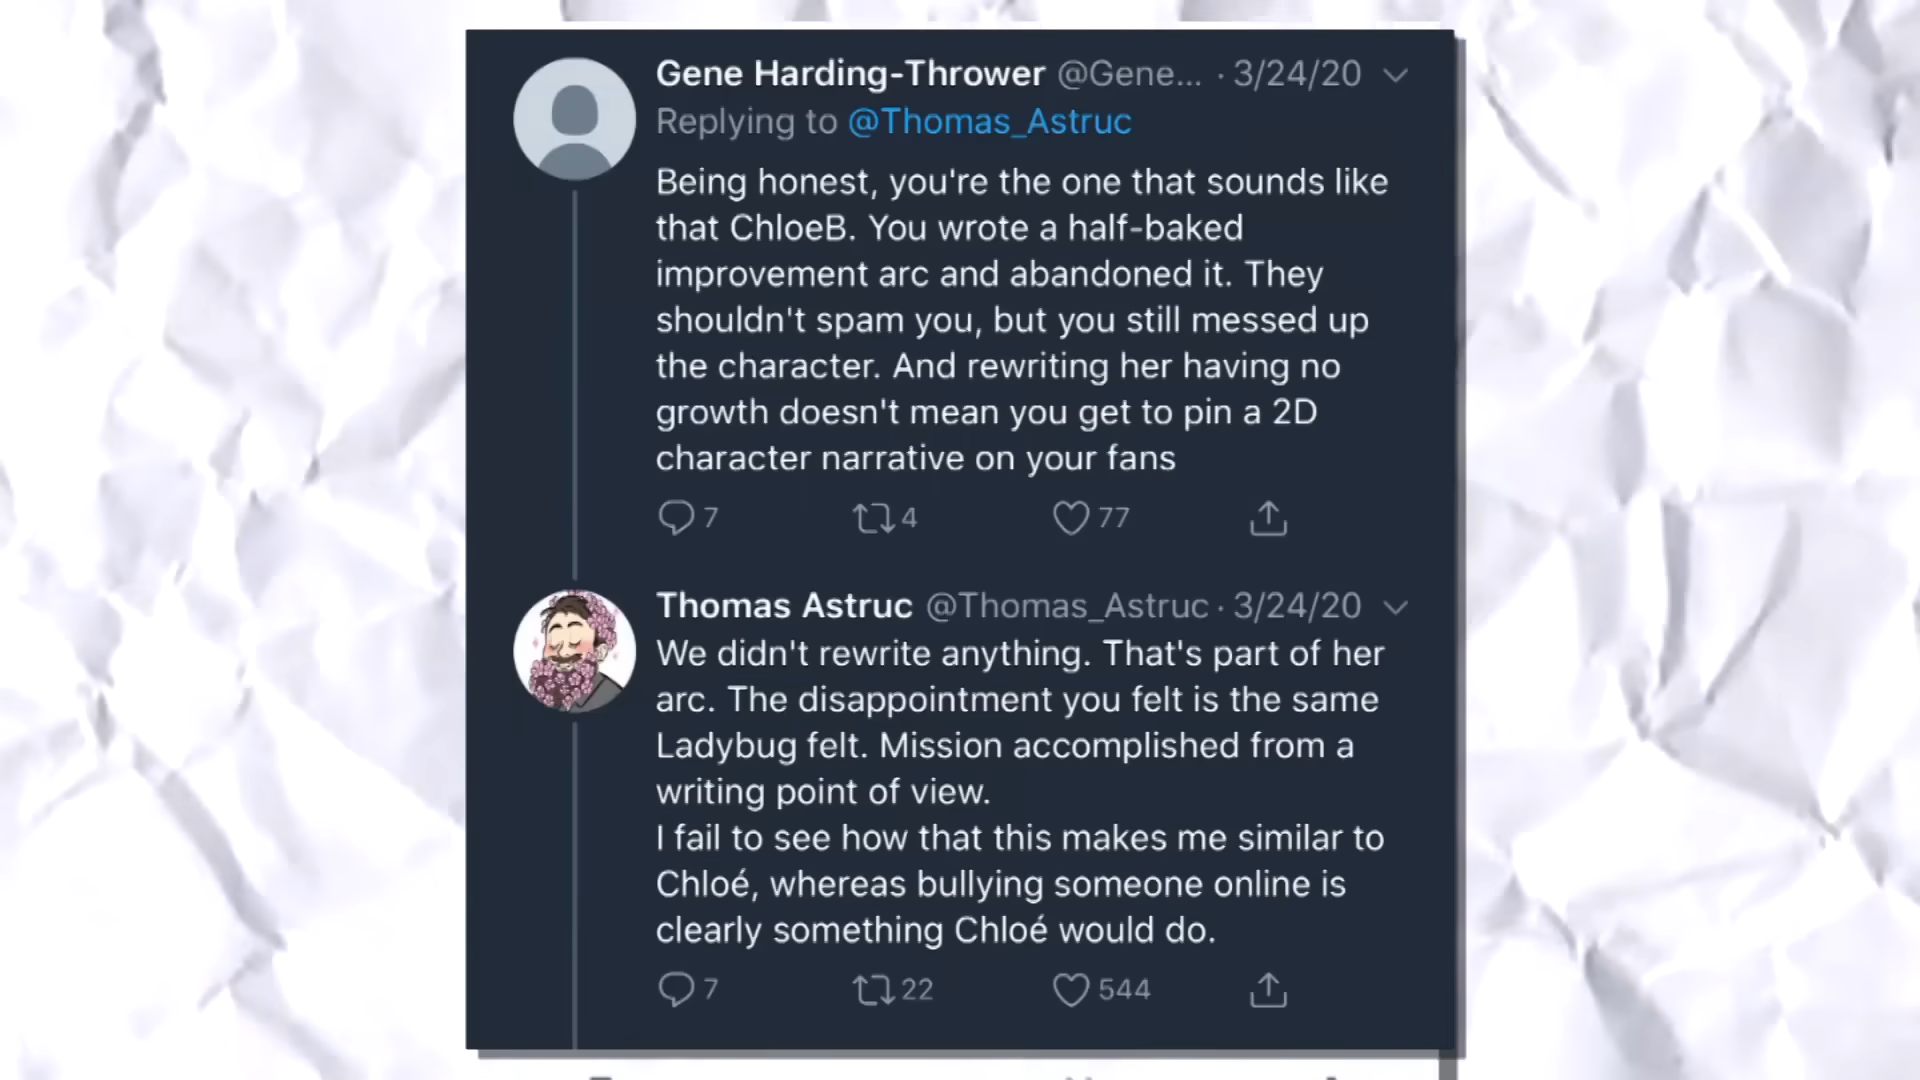 Gene Harding-Thrower @Gene... · 3/24/20
Replying to @Thomas_Astruc
Being honest, you're the one that sounds like
that ChloeB. You wrote a half-baked
improvement arc and abandoned it. They
shouldn't spam you, but you still messed up
the character. And rewriting her having no
growth doesn't mean you get to pin a 2D
character narrative on your fans
7 4 77
Thomas Astruc @Thomas_Astruc · 3/24/20
We didn't rewrite anything. That's part of her
arc. The disappointment you felt is the same
Ladybug felt. Mission accomplished from a
writing point of view.
I fail to see how that this makes me similar to
Chloé, whereas bullying someone online is
clearly something Chloé would do.
7 22 544